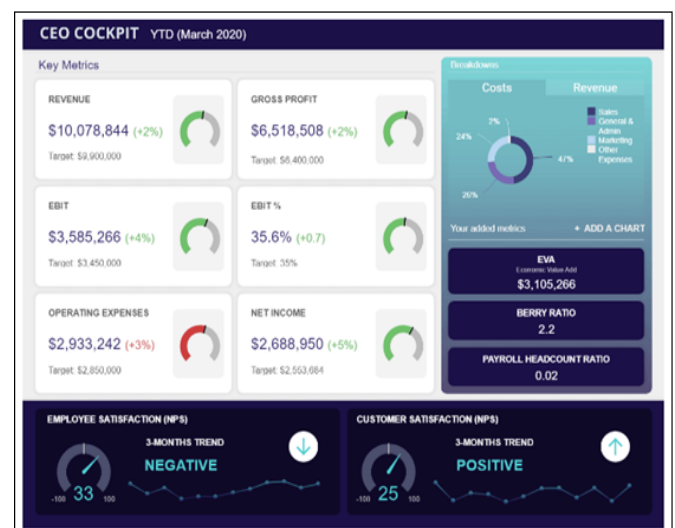 CEO COCKPIT YTD (March 2020)
Key Metrics
REVENUE
$10,078,844 (+2%)
Target: $9,900,000
GROSS PROFIT
$6,518,508 (+2%)
Target: $6,400,000
EBIT
$3,585,266 (+4%)
Target: $3,450,000
EBIT %
35.6% (+0.7)
Target: 35%
OPERATING EXPENSES
$2,933,242 (+3%)
Target: $2,850,000
NET INCOME
$2,688,950 (+5%)
Target: $2,553,684
Breakdowns
Costs Revenue
3%
24%
47%
26%
Sales
General &
Admin
Marketing
Other
Expenses
Your added metrics + ADD A CHART
EVA
Economic Value Add
$3,105,266
BERRY RATIO
2.2
PAYROLL HEADCOUNT RATIO
0.02
EMPLOYEE SATISFACTION (NPS)
3-MONTHS TREND
NEGATIVE
-100 33 100
CUSTOMER SATISFACTION (NPS)
3-MONTHS TREND
POSITIVE
-100 25 100